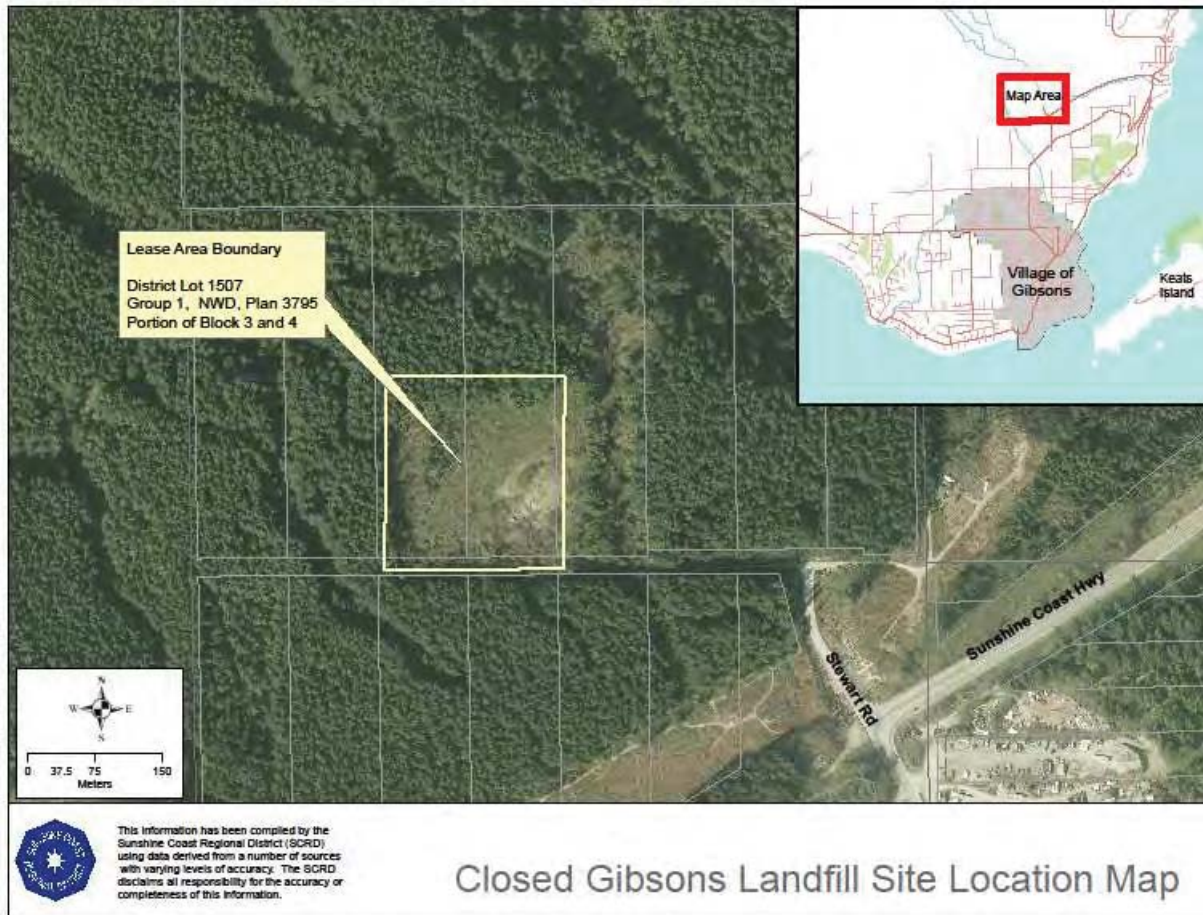 Lease Area Boundary
District Lot 1507
Group 1, NWD, Plan 3795
Portion of Block 3 and 4
Map Area
Village of
Gibsons
Keats
Island
Sunshine Coast Hwy
Stewart Rd
N
W E
S
0 37.5 75 150
Meters
SUNSHINE COAST
REGIONAL DISTRICT
This information has been compiled by the
Sunshine Coast Regional District (SCRD)
using data derived from a number of sources
with varying levels of accuracy. The SCRD
disclaims all responsibility for the accuracy or
completeness of this information.
Closed Gibsons Landfill Site Location Map